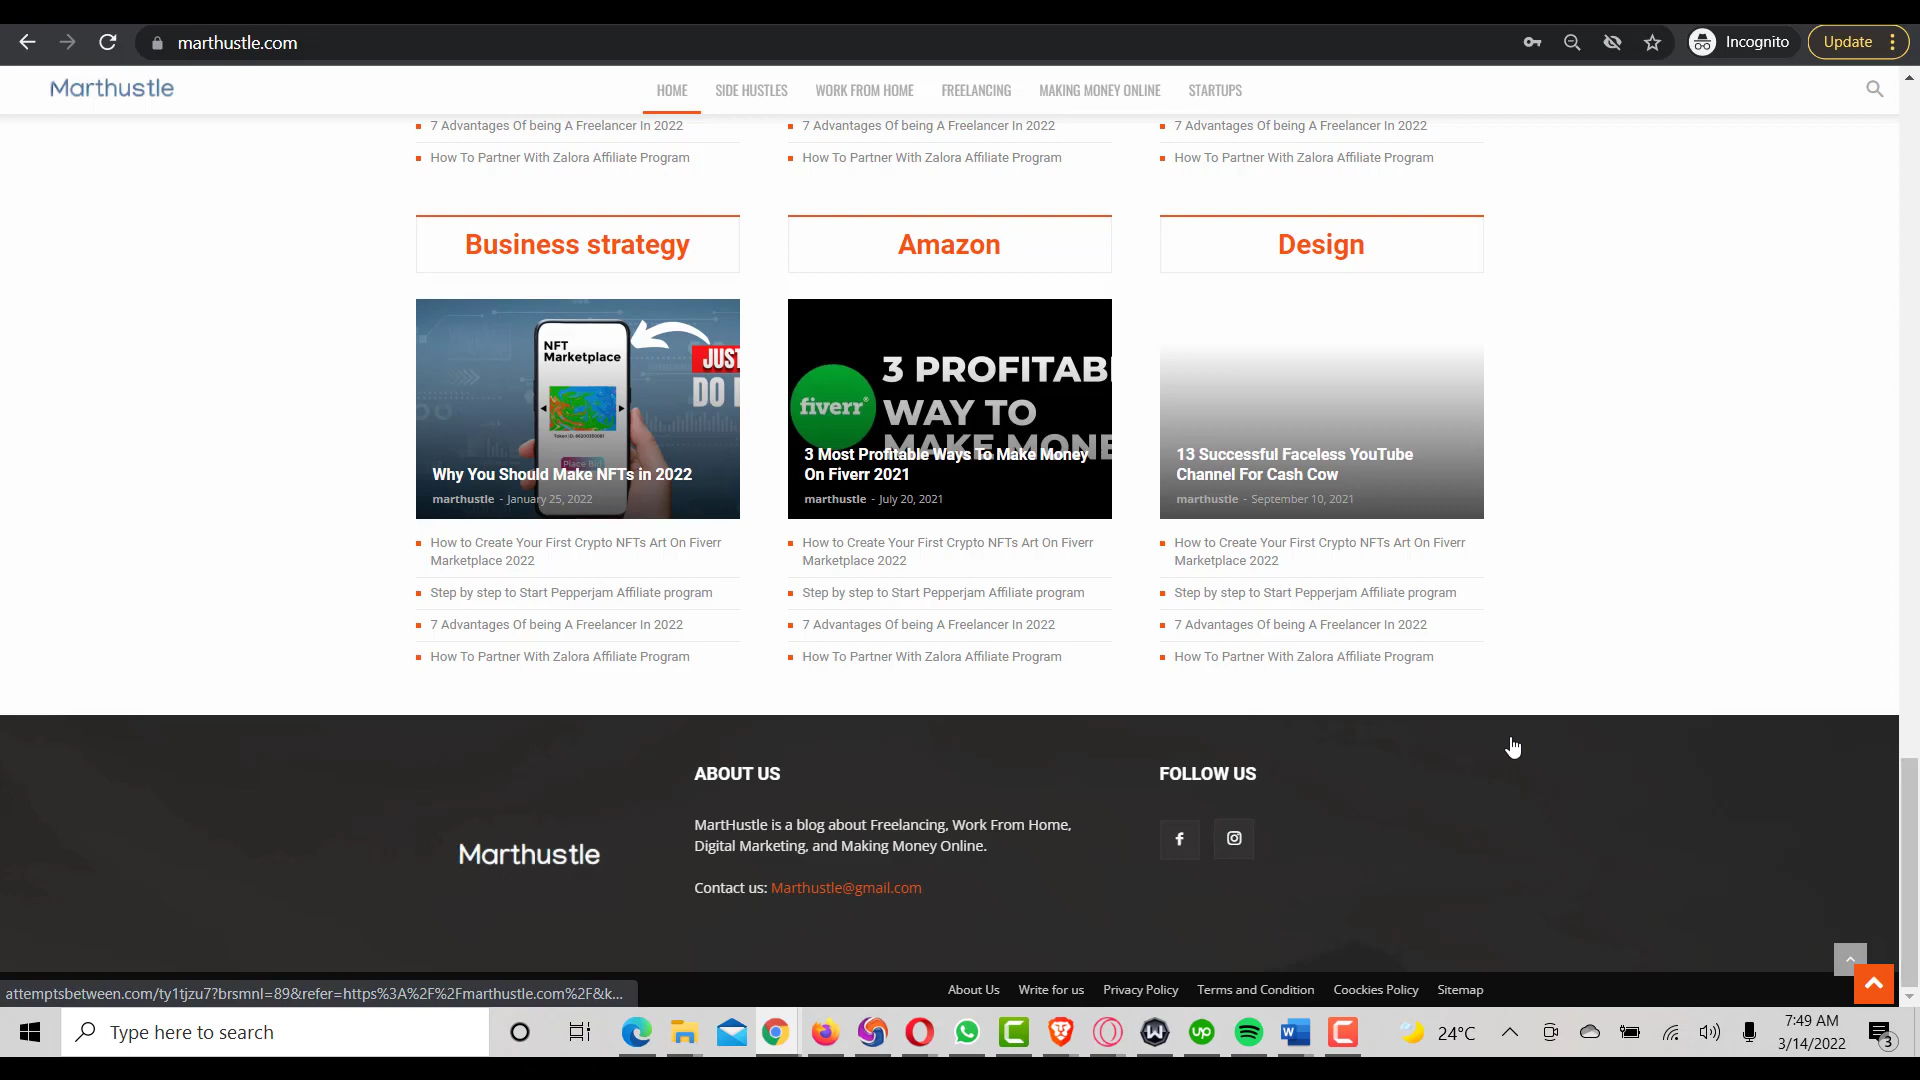 marthustle.com
Incognito
Update
Marthustle
HOME
SIDE HUSTLES
WORK FROM HOME
FREELANCING
MAKING MONEY ONLINE
STARTUPS
7 Advantages Of being A Freelancer In 2022
How To Partner With Zalora Affiliate Program
7 Advantages Of being A Freelancer In 2022
How To Partner With Zalora Affiliate Program
7 Advantages Of being A Freelancer In 2022
How To Partner With Zalora Affiliate Program
Business strategy
NFT
Marketplace
JUST
DO
Why You Should Make NFTs in 2022
marthustle - January 25, 2022
How to Create Your First Crypto NFTs Art On Fiverr
Marketplace 2022
Step by step to Start Pepperjam Affiliate program
7 Advantages Of being A Freelancer In 2022
How To Partner With Zalora Affiliate Program
Amazon
fiverr
3 PROFITABL
WAY TO
MAKE MONE
3 Most Profitable Ways To Make Money
On Fiverr 2021
marthustle - July 20, 2021
How to Create Your First Crypto NFTs Art On Fiverr
Marketplace 2022
Step by step to Start Pepperjam Affiliate program
7 Advantages Of being A Freelancer In 2022
How To Partner With Zalora Affiliate Program
Design
13 Successful Faceless YouTube
Channel For Cash Cow
marthustle - September 10, 2021
How to Create Your First Crypto NFTs Art On Fiverr
Marketplace 2022
Step by step to Start Pepperjam Affiliate program
7 Advantages Of being A Freelancer In 2022
How To Partner With Zalora Affiliate Program
Marthustle
ABOUT US
MartHustle is a blog about Freelancing, Work From Home,
Digital Marketing, and Making Money Online.
Contact us: Marthustle@gmail.com
FOLLOW US
About Us
Write for us
Privacy Policy
Terms and Condition
Coockies Policy
Sitemap
attemptsbetween.com/ty1tjzu7?brsmnl=89&refer=https%3A%2F%2Fmarthustle.com%2F&k...
Type here to search
up
24°C
7:49 AM
3/14/2022
3